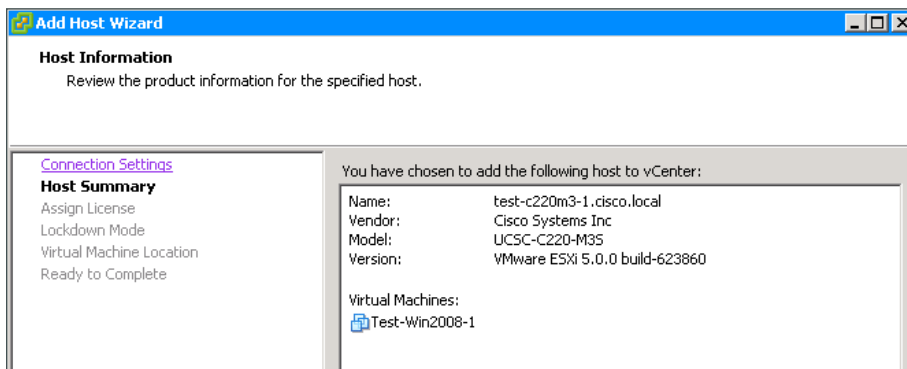 Add Host Wizard
Host Information
Review the product information for the specified host.
Connection Settings
Host Summary
Assign License
Lockdown Mode
Virtual Machine Location
Ready to Complete
You have chosen to add the following host to vCenter:
Name: test-c220m3-1.cisco.local
Vendor: Cisco Systems Inc
Model: UCSC-C220-M3S
Version: VMware ESXi 5.0.0 build-623860
Virtual Machines:
Test-Win2008-1